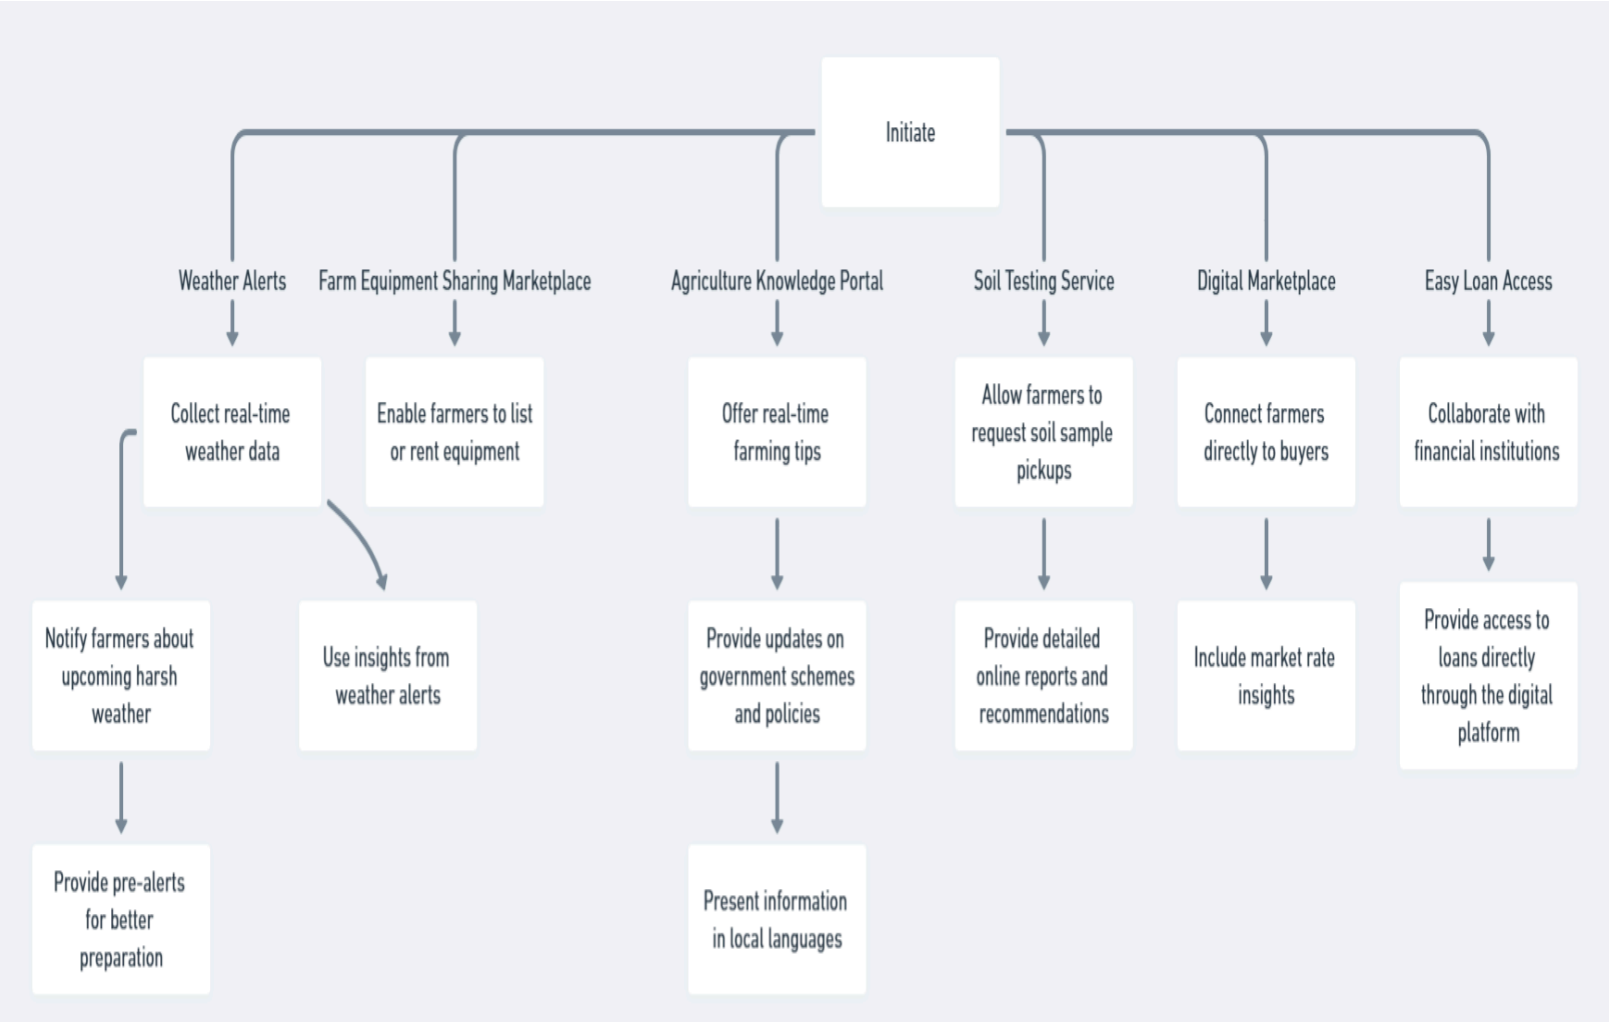 Initiate
Weather Alerts
Farm Equipment Sharing Marketplace
Agriculture Knowledge Portal
Soil Testing Service
Digital Marketplace
Easy Loan Access
Collect real-time
weather data
Enable farmers to list
or rent equipment
Offer real-time
farming tips
Allow farmers to
request soil sample
pickups
Connect farmers
directly to buyers
Collaborate with
financial institutions
Notify farmers about
upcoming harsh
weather
Use insights from
weather alerts
Provide updates on
government schemes
and policies
Provide detailed
online reports and
recommendations
Include market rate
insights
Provide access to
loans directly
through the digital
platform
Provide pre-alerts
for better
preparation
Present information
in local languages